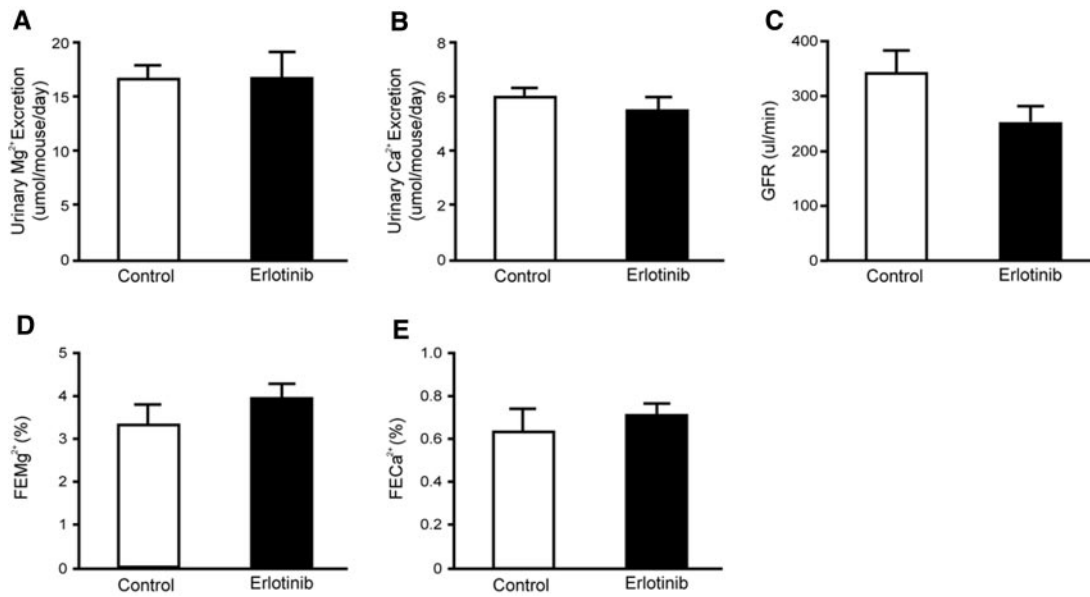 A
Urinary Mg²⁺ Excretion
(umol/mouse/day)
20
15
10
5
0
Control
Erlotinib
B
Urinary Ca²⁺ Excretion
(umol/mouse/day)
8
6
4
2
0
Control
Erlotinib
C
GFR (ul/min)
400
300
200
100
0
Control
Erlotinib
D
FEMg²⁺ (%)
5
4
3
2
1
0
Control
Erlotinib
E
FECa²⁺ (%)
1.0
0.8
0.6
0.4
0.2
0
Control
Erlotinib